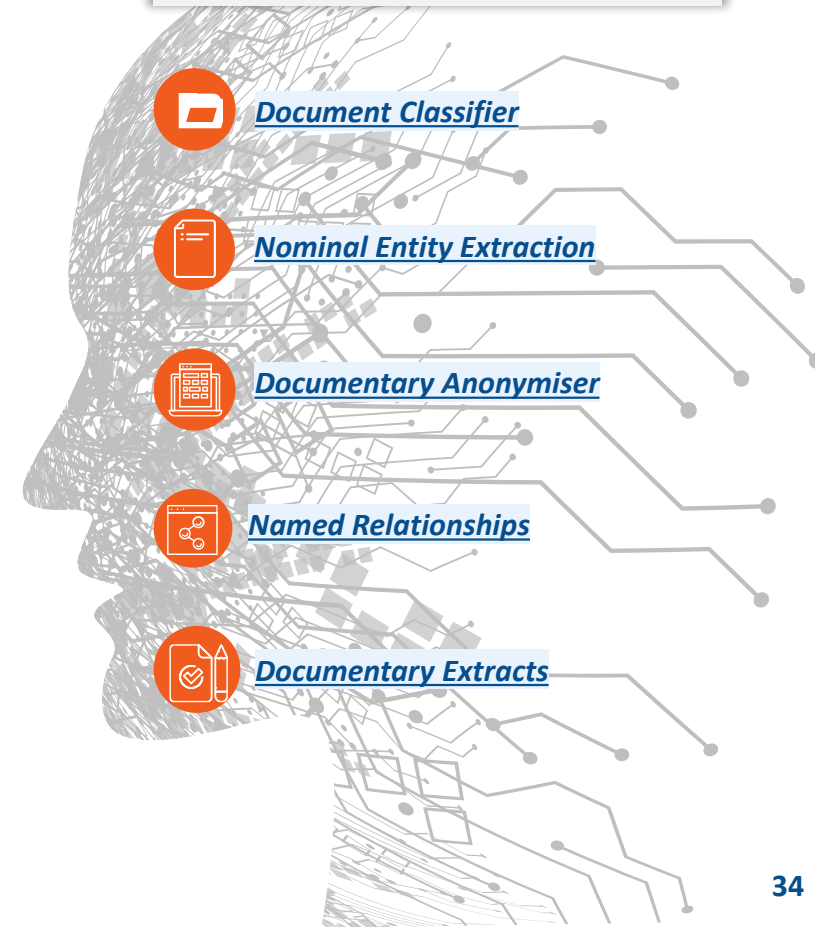 Document Classifier
Nominal Entity Extraction
Documentary Anonymiser
Named Relationships
Documentary Extracts
34